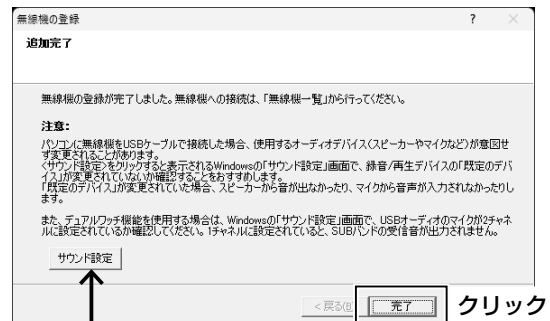 無線機の登録 ? ×
追加完了
無線機の登録が完了しました。無線機への接続は、「無線機一覧」から行ってください。
注意:
パソコンに無線機をUSBケーブルで接続した場合、使用するオーディオデバイス(スピーカーやマイクなど)が意図せ
ず変更されることがあります。
<サウンド設定>をクリックすると表示されるWindowsの「サウンド設定」画面で、録音/再生デバイスの「既定のデバ
イス」が変更されていないか確認することをおすすめします。
「既定のデバイス」が変更されていた場合、スピーカーから音が出なかったり、マイクから音声が入力されなかったりし
ます。
また、デュアルワッチ機能を使用する場合は、Windowsの「サウンド設定」画面で、USBオーディオのマイクが2チャネ
ルに設定されているか確認してください。1チャネルに設定されていると、SUBバンドの受信音が出力されません。
サウンド設定
< 戻る(B)
完了
クリック